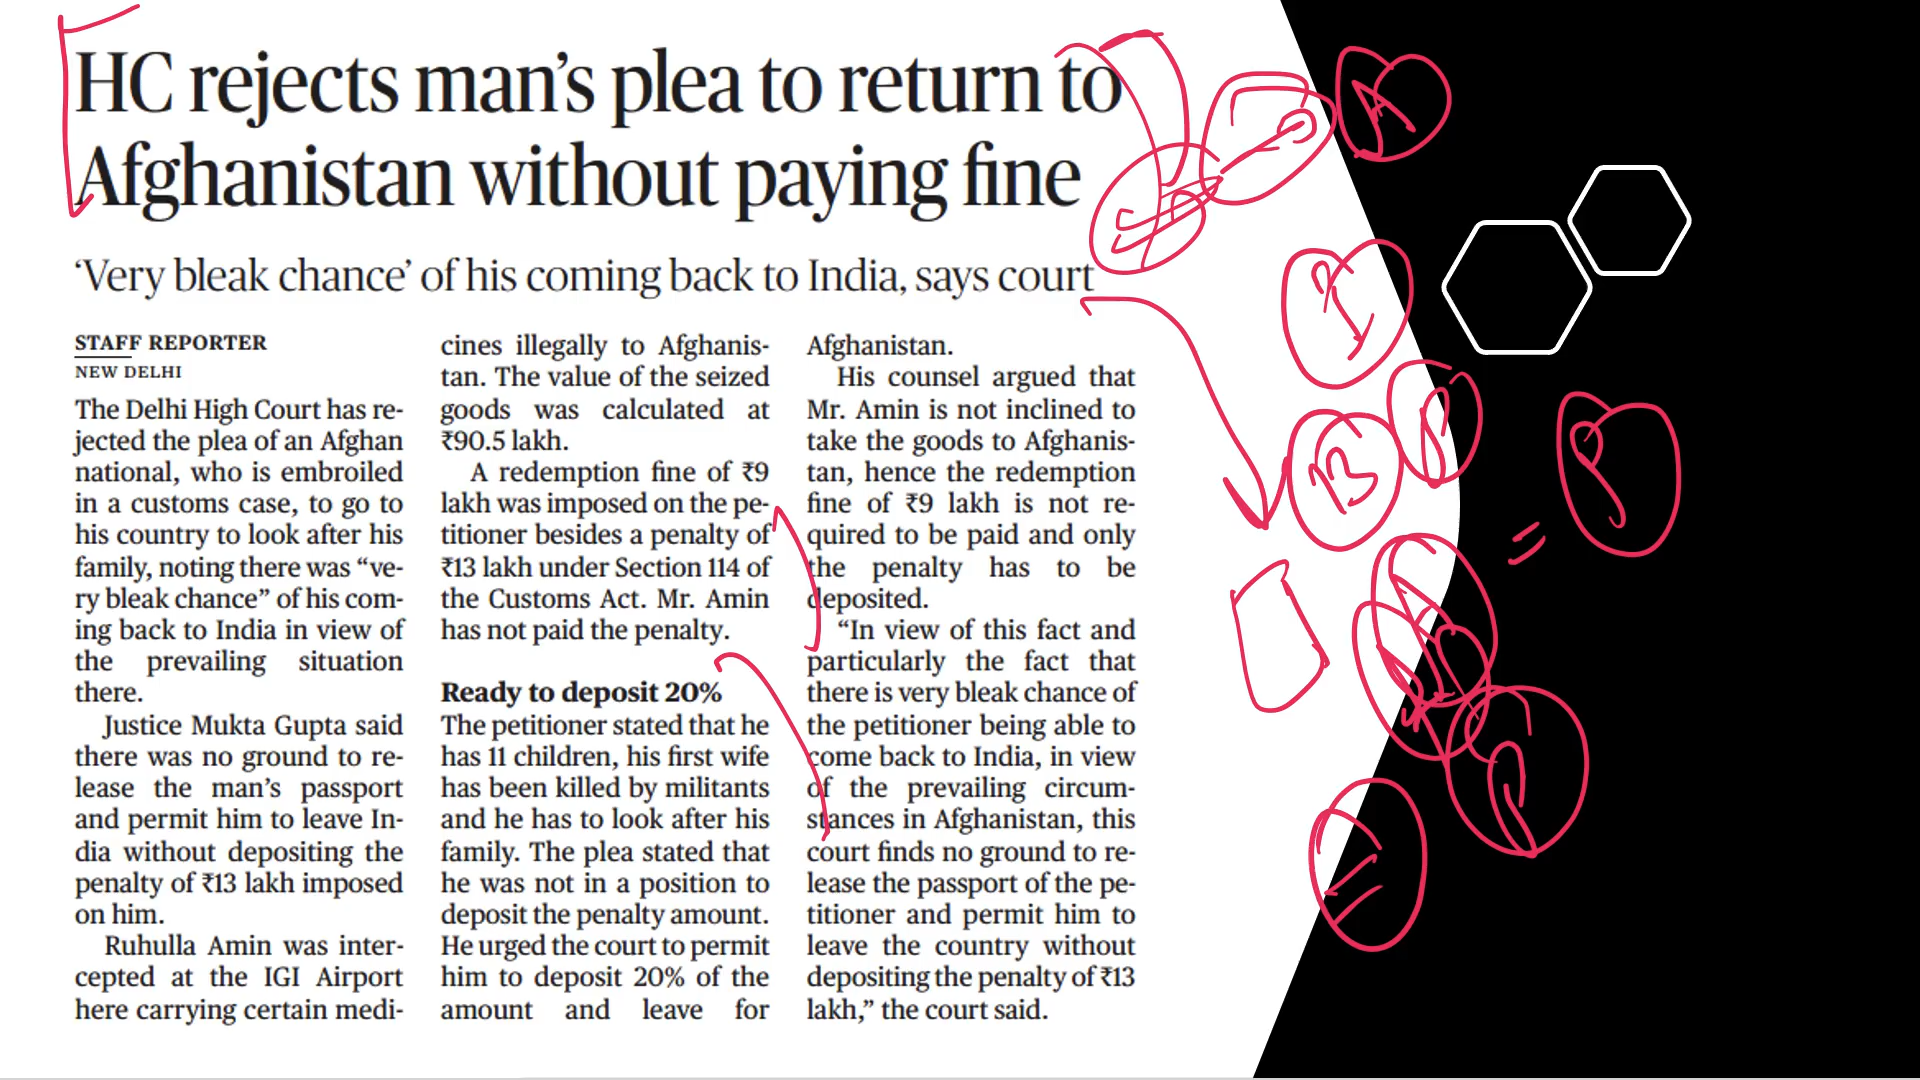 HC rejects man's plea to return to
Afghanistan without paying fine
'Very bleak chance' of his coming back to India, says court
STAFF REPORTER
NEW DELHI
The Delhi High Court has re-
jected the plea of an Afghan
national, who is embroiled
in a customs case, to go to
his country to look after his
family, noting there was “ve-
ry bleak chance” of his com-
ing back to India in view of
the prevailing situation
there.
Justice Mukta Gupta said
there was no ground to re-
lease the man's passport
and permit him to leave In-
dia without depositing the
penalty of ₹13 lakh imposed
on him.
Ruhulla Amin was inter-
cepted at the IGI Airport
here carrying certain medi-
cines illegally to Afghanis-
tan. The value of the seized
goods was calculated at
₹90.5 lakh.
A redemption fine of ₹9
lakh was imposed on the pe-
titioner besides a penalty of
₹13 lakh under Section 114 of
the Customs Act. Mr. Amin
has not paid the penalty.
Ready to deposit 20%
The petitioner stated that he
has 11 children, his first wife
has been killed by militants
and he has to look after his
family. The plea stated that
he was not in a position to
deposit the penalty amount.
He urged the court to permit
him to deposit 20% of the
amount and leave for
Afghanistan.
His counsel argued that
Mr. Amin is not inclined to
take the goods to Afghanis-
tan, hence the redemption
fine of ₹9 lakh is not re-
quired to be paid and only
the penalty has to be
deposited.
“In view of this fact and
particularly the fact that
there is very bleak chance of
the petitioner being able to
come back to India, in view
of the prevailing circum-
stances in Afghanistan, this
court finds no ground to re-
lease the passport of the pe-
titioner and permit him to
leave the country without
depositing the penalty of ₹13
lakh,” the court said.
A
B